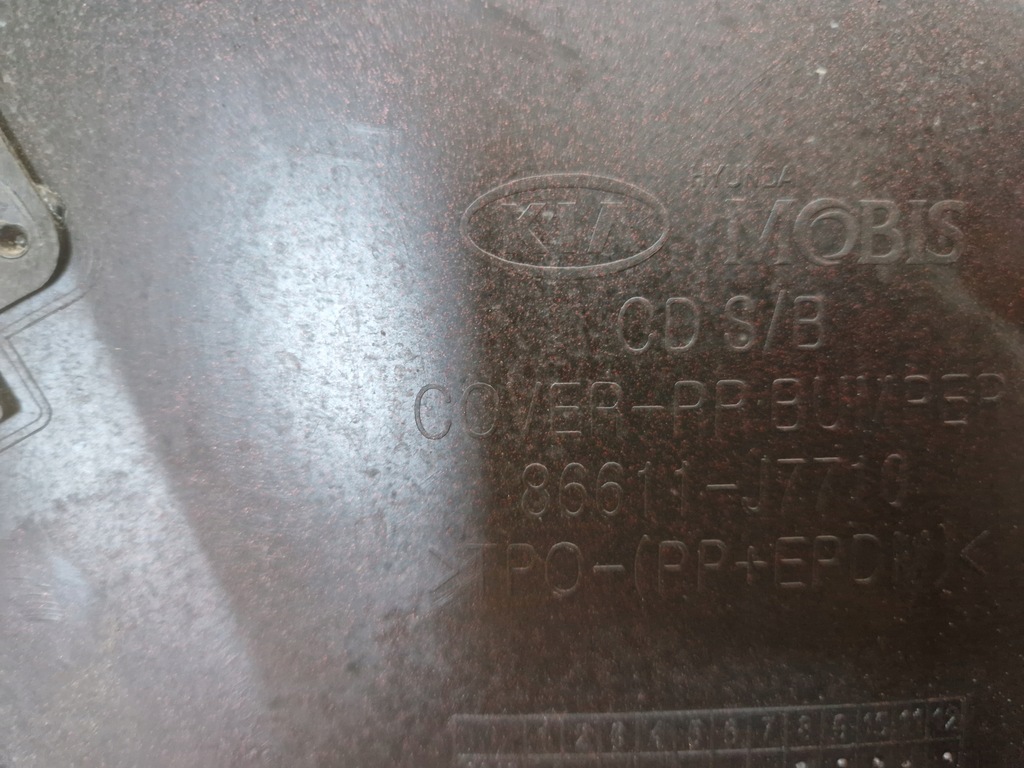 KIA HYUNDAI MOBIS
CD S/B
COVER-RR BUMPER
86611-J7710
>TPO-(PP+EPDM)<
1 2 3 4 5 6 7 8 9 10 11 12